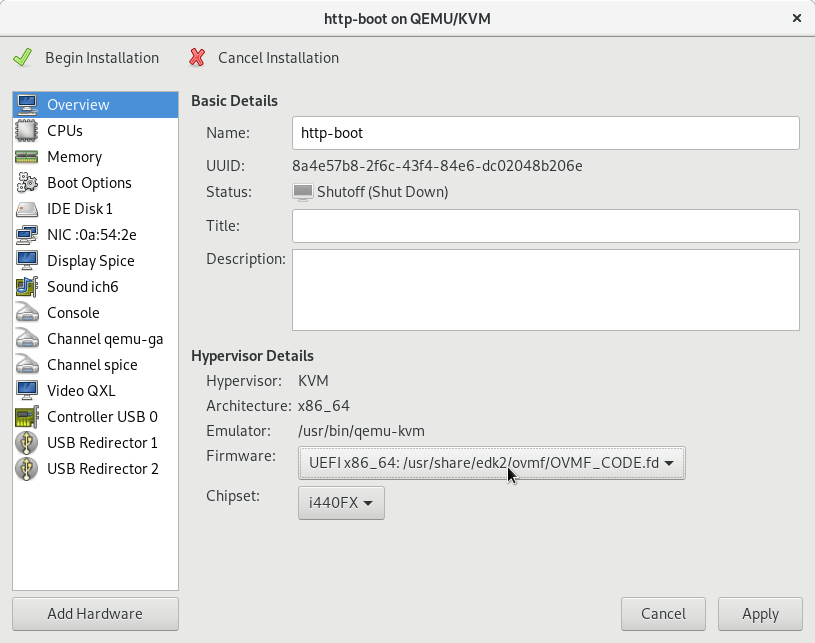 http-boot on QEMU/KVM
Begin Installation
Cancel Installation
Overview
CPUs
Memory
Boot Options
IDE Disk 1
NIC :0a:54:2e
Display Spice
Sound ich6
Console
Channel qemu-ga
Channel spice
Video QXL
Controller USB 0
USB Redirector 1
USB Redirector 2
Add Hardware
Basic Details
Name: http-boot
UUID: 8a4e57b8-2f6c-43f4-84e6-dc02048b206e
Status: Shutoff (Shut Down)
Title:
Description:
Hypervisor Details
Hypervisor: KVM
Architecture: x86_64
Emulator: /usr/bin/qemu-kvm
Firmware: UEFI x86_64: /usr/share/edk2/ovmf/OVMF_CODE.fd
Chipset: i440FX
Cancel
Apply